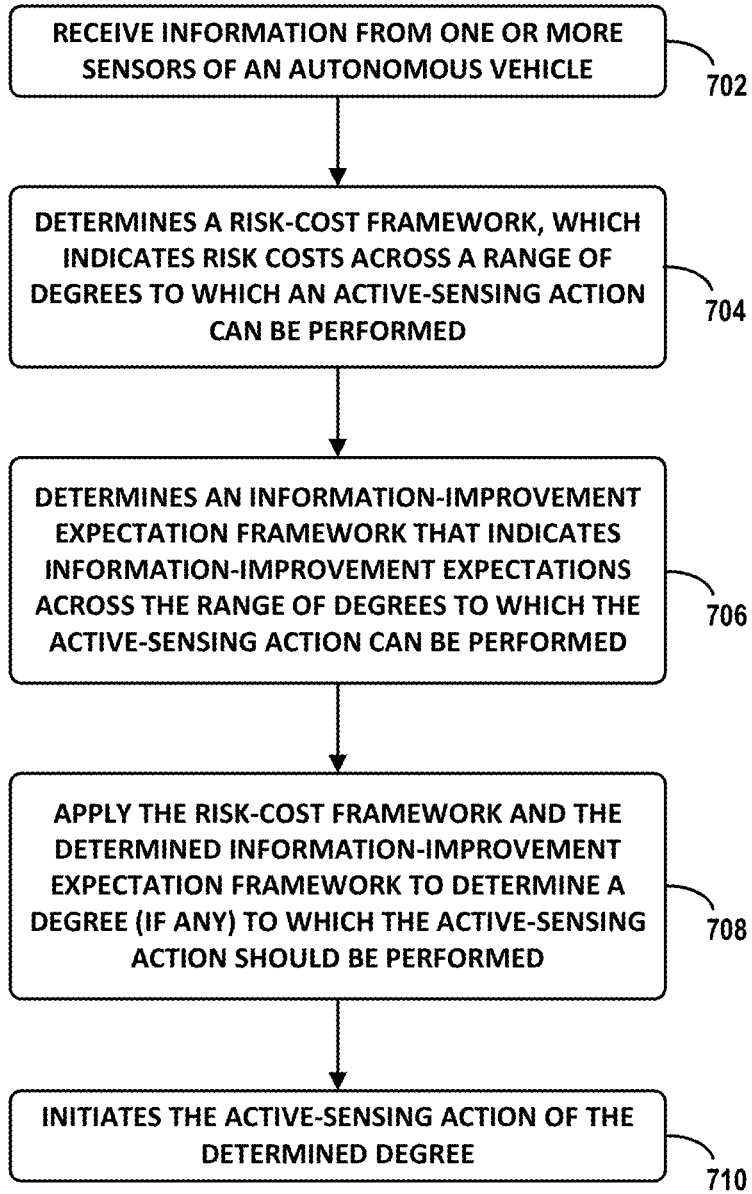 RECEIVE INFORMATION FROM ONE OR MORE
SENSORS OF AN AUTONOMOUS VEHICLE
702
DETERMINES A RISK-COST FRAMEWORK, WHICH
INDICATES RISK COSTS ACROSS A RANGE OF
DEGREES TO WHICH AN ACTIVE-SENSING ACTION
CAN BE PERFORMED
704
DETERMINES AN INFORMATION-IMPROVEMENT
EXPECTATION FRAMEWORK THAT INDICATES
INFORMATION-IMPROVEMENT EXPECTATIONS
ACROSS THE RANGE OF DEGREES TO WHICH THE
ACTIVE-SENSING ACTION CAN BE PERFORMED
706
APPLY THE RISK-COST FRAMEWORK AND THE
DETERMINED INFORMATION-IMPROVEMENT
EXPECTATION FRAMEWORK TO DETERMINE A
DEGREE (IF ANY) TO WHICH THE ACTIVE-SENSING
ACTION SHOULD BE PERFORMED
708
INITIATES THE ACTIVE-SENSING ACTION OF THE
DETERMINED DEGREE
710